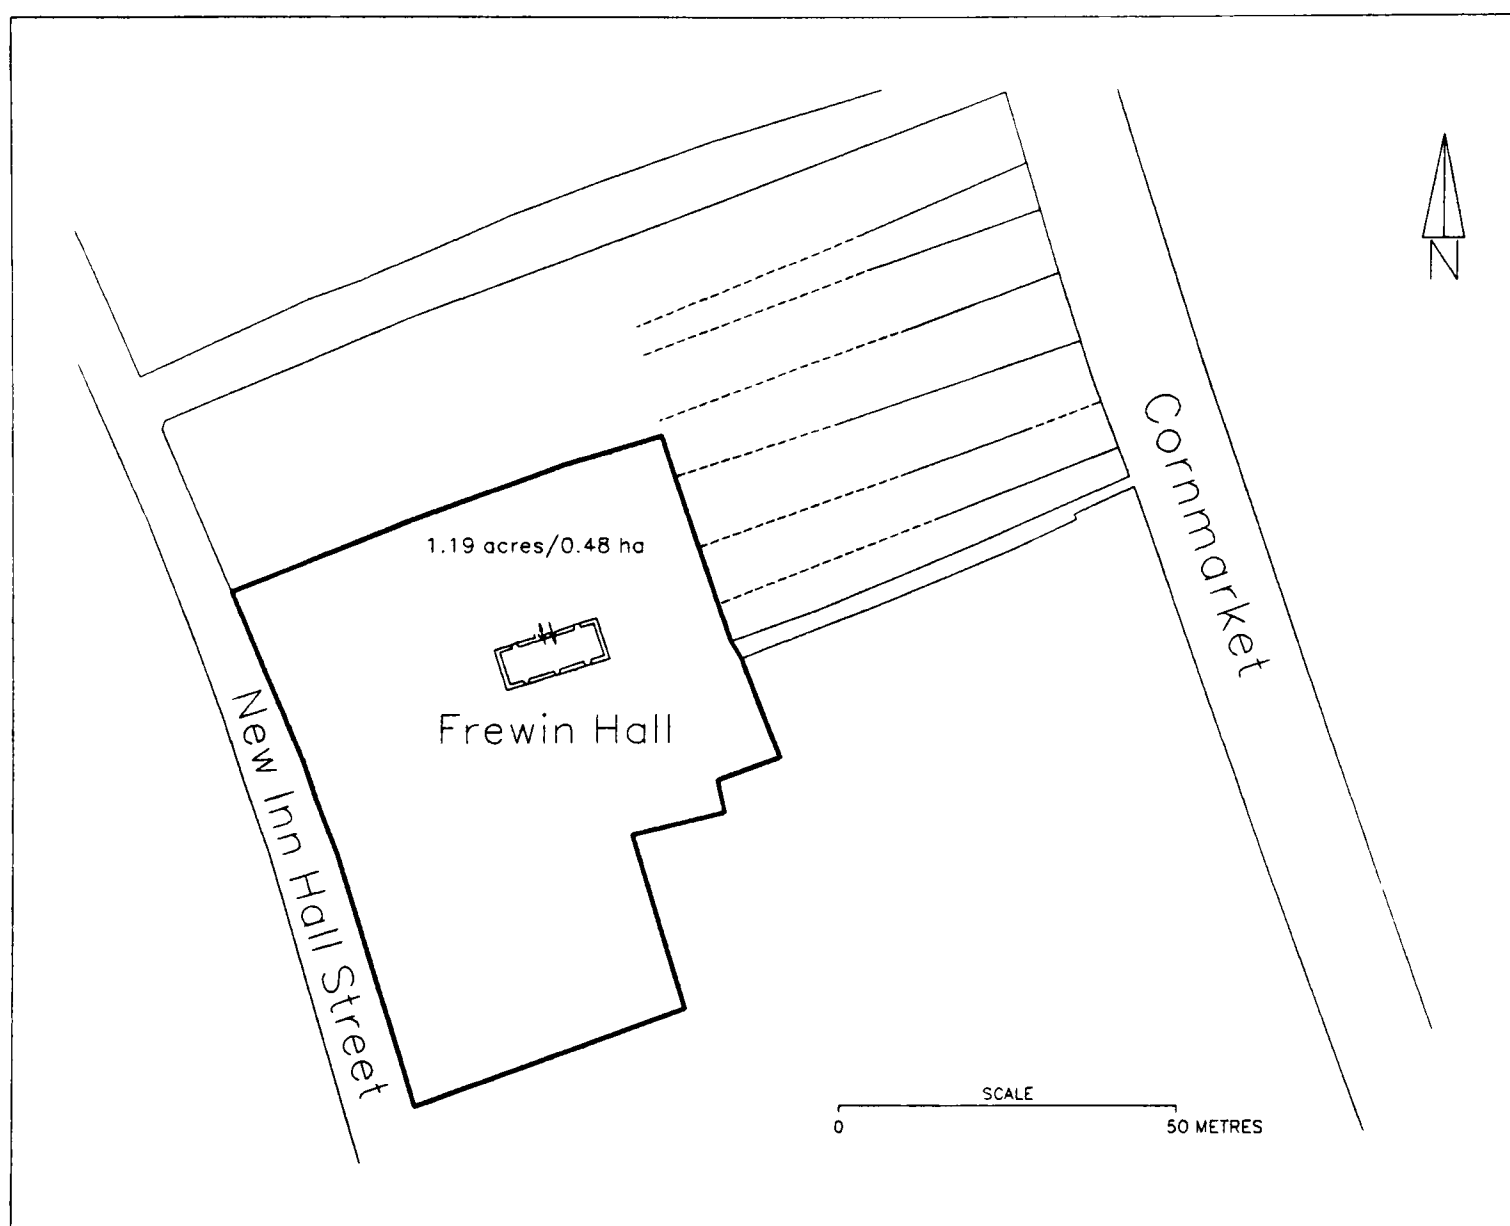 N
Cornmarket
1.19 acres/0.48 ha
Frewin Hall
New Inn Hall Street
SCALE
0 50 METRES